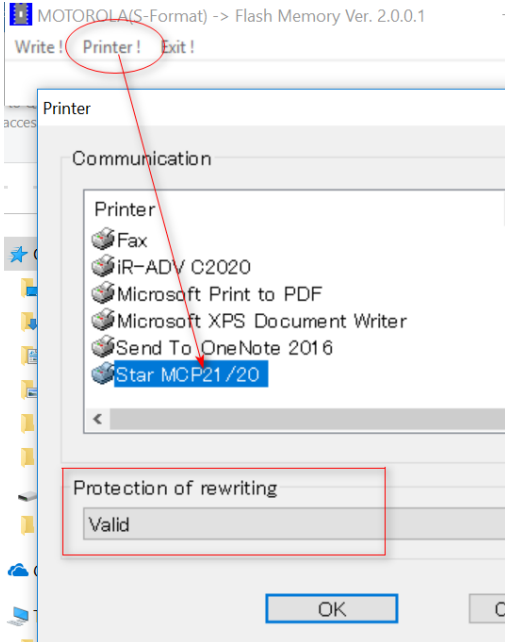 MOTOROLA(S-Format) -> Flash Memory Ver. 2.0.0.1
Write ! Printer ! Exit !
acces
Printer
Communication
Printer
Fax
iR-ADV C2020
Microsoft Print to PDF
Microsoft XPS Document Writer
Send To OneNote 2016
Star MCP21/20
Protection of rewriting
Valid
OK